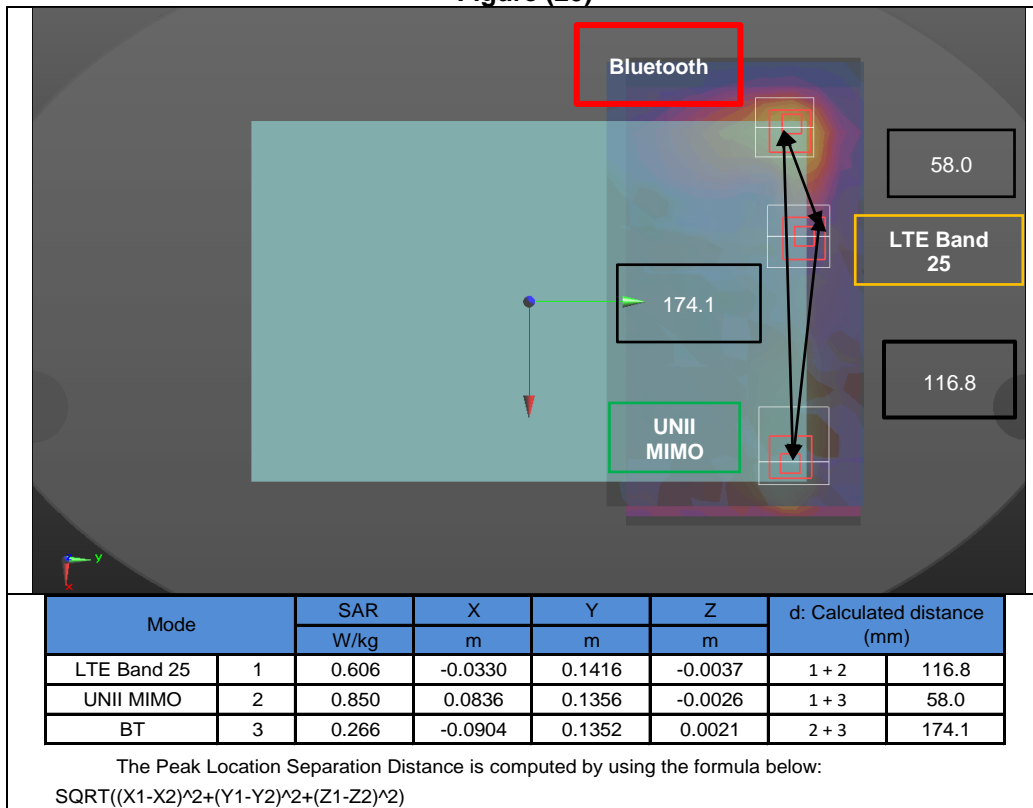 Bluetooth
58.0
LTE Band
25
174.1
116.8
UNII
MIMO
y
x
Mode SAR X Y Z d: Calculated distance
(mm)
W/kg m m m
LTE Band 25 1 0.606 -0.0330 0.1416 -0.0037 1 + 2 116.8
UNII MIMO 2 0.850 0.0836 0.1356 -0.0026 1 + 3 58.0
BT 3 0.266 -0.0904 0.1352 0.0021 2 + 3 174.1
The Peak Location Separation Distance is computed by using the formula below:
SQRT((X1-X2)^2+(Y1-Y2)^2+(Z1-Z2)^2)